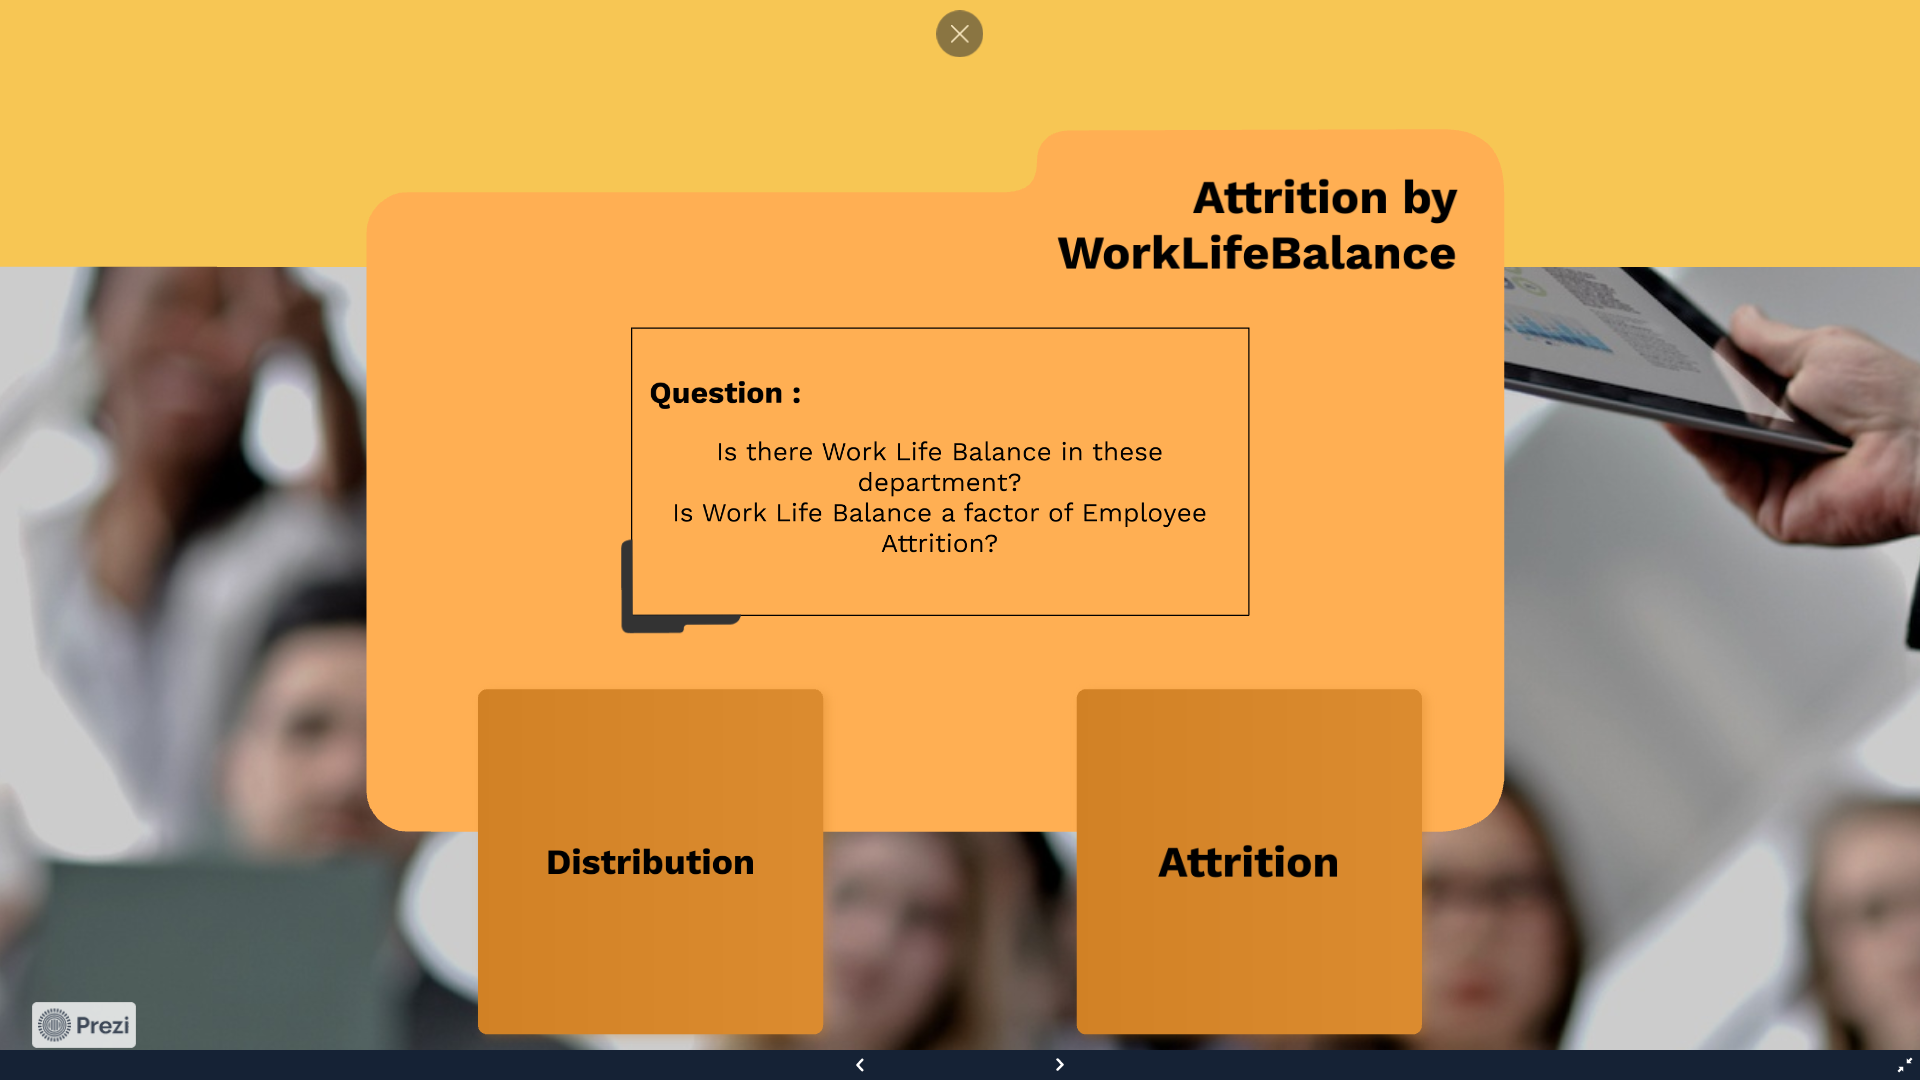 Attrition by
WorkLifeBalance
Question :
Is there Work Life Balance in these
department?
Is Work Life Balance a factor of Employee
Attrition?
Distribution
Attrition
Prezi